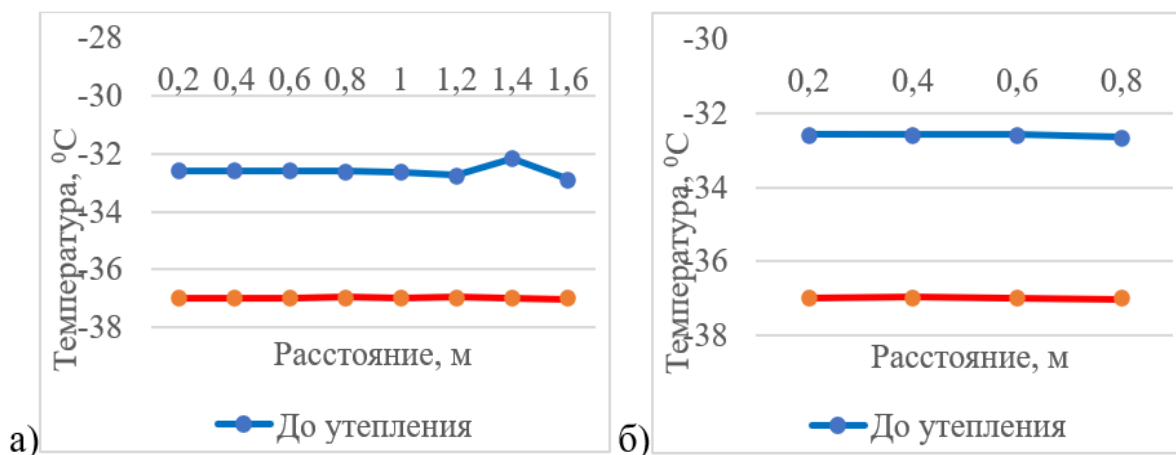 -28
-30
-32
-34
-36
-38
0,2 0,4 0,6 0,8 1 1,2 1,4 1,6
Температура, ⁰С
Расстояние, м
До утепления
а)
-30
-32
-34
-36
-38
0,2 0,4 0,6 0,8
Температура, ⁰С
Расстояние, м
До утепления
б)